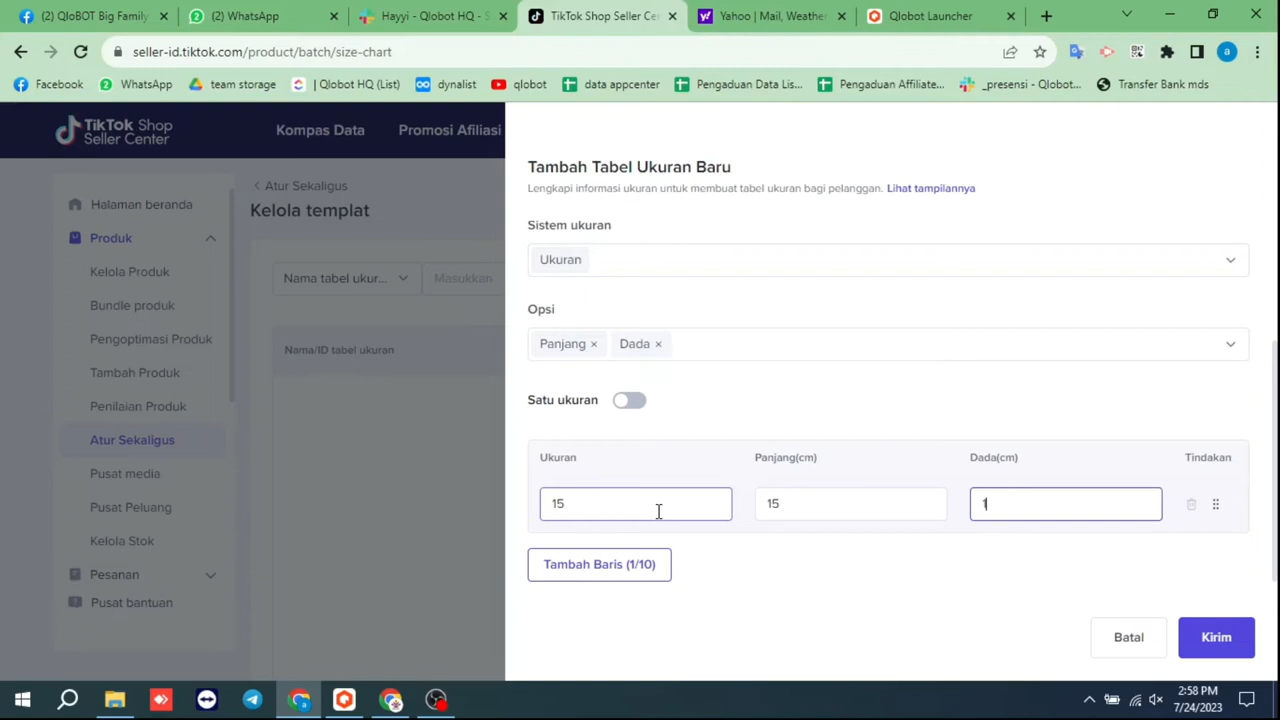 (2) QIoBOT Big Family
(2) WhatsApp
Hayyi - Qlobot HQ - S
TikTok Shop Seller Ce
Yahoo | Mail, Weathe
Qlobot Launcher
seller-id.tiktok.com/product/batch/size-chart
a
Facebook
WhatsApp
team storage
| Qlobot HQ (List)
dynalist
qlobot
data appcenter
Pengaduan Data Lis...
Pengaduan Affiliate...
_presensi - Qlobot...
Transfer Bank mds
TikTok Shop
Seller Center
Kompas Data
Promosi Afiliasi
Halaman beranda
Produk
Kelola Produk
Bundle produk
Pengoptimasi Produk
Tambah Produk
Penilaian Produk
Atur Sekaligus
Pusat media
Pusat Peluang
Kelola Stok
Pesanan
Pusat bantuan
Atur Sekaligus
Kelola templat
Nama tabel ukur...
Masukkan
Nama/ID tabel ukuran
Tambah Tabel Ukuran Baru
Lengkapi informasi ukuran untuk membuat tabel ukuran bagi pelanggan. Lihat tampilannya
Sistem ukuran
Ukuran
Opsi
Panjang ×
Dada ×
Satu ukuran
Ukuran
Panjang(cm)
Dada(cm)
Tindakan
15
15
1
Tambah Baris (1/10)
Batal
Kirim
2:58 PM
7/24/2023